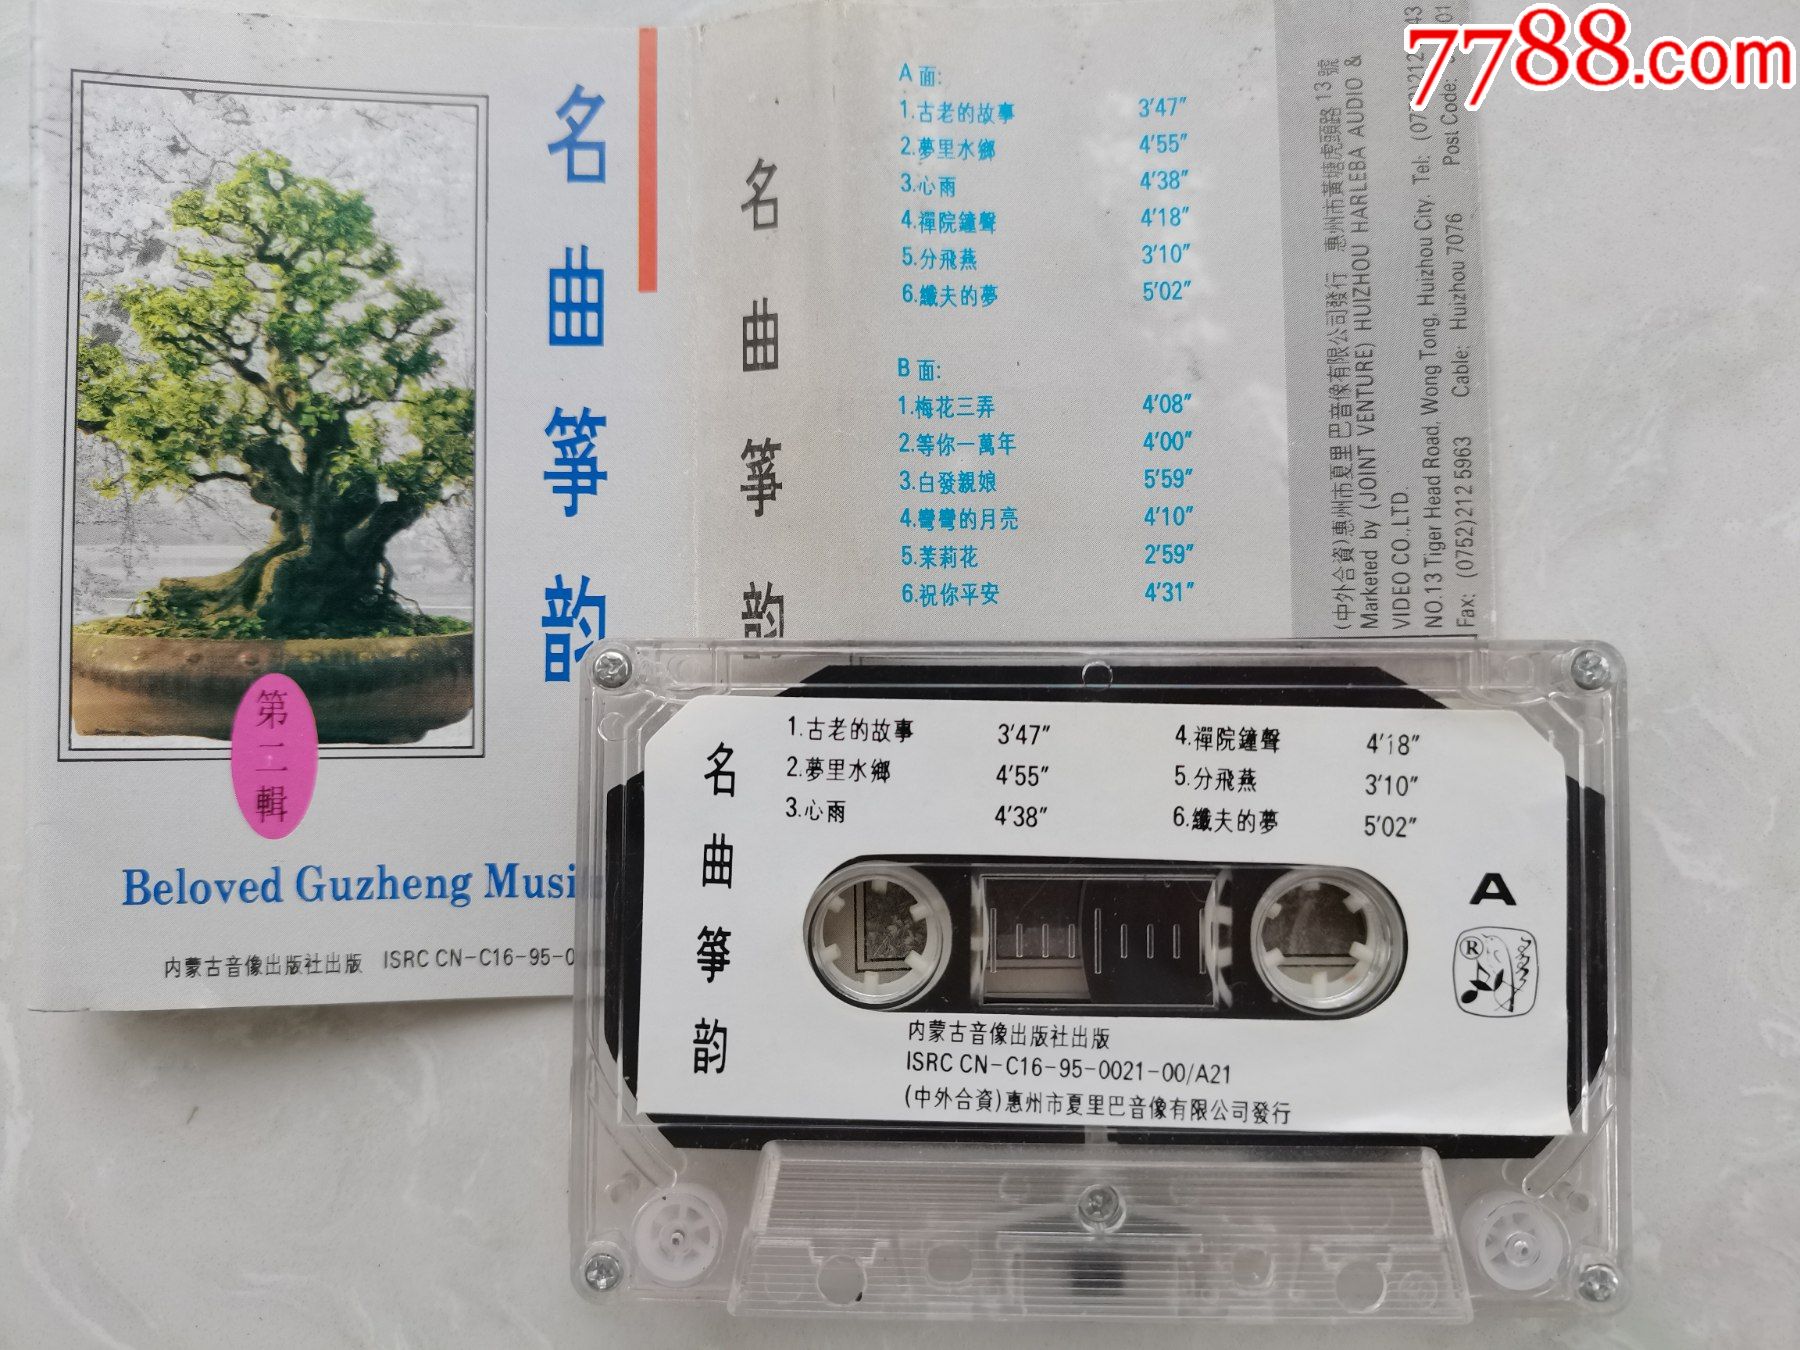 名曲箏韵
第二輯
Beloved Guzheng Musi
内蒙古音像出版社出版 ISRC CN-C16-95-0
名曲箏韵
A面:
1.古老的故事 3'47"
2.夢里水鄉 4'55"
3.心雨 4'38"
4.禪院鐘聲 4'18"
5.分飛燕 3'10"
6.纖夫的夢 5'02"
B面:
1.梅花三弄 4'08"
2.等你一萬年 4'00"
3.白發親娘 5'59"
4.彎彎的月亮 4'10"
5.茉莉花 2'59"
6.祝你平安 4'31"
(中外合資)惠州市夏里巴音像有限公司發行 惠州市黃塘虎頭路13號
Marketed by (JOINT VENTURE) HUIZHOU HARLEBA AUDIO &
VIDEO CO.,LTD.
NO.13 Tiger Head Road, Wong Tong, Huizhou City. Tel: (0752)212 43
Fax: (0752)212 5963 Cable: Huizhou 7076 Post Code: 01
7788.com
名曲箏韵
1.古老的故事 3'47"
2.夢里水鄉 4'55"
3.心雨 4'38"
4.禪院鐘聲 4'18"
5.分飛燕 3'10"
6.纖夫的夢 5'02"
A
®
内蒙古音像出版社出版
ISRC CN-C16-95-0021-00/A21
(中外合資)惠州市夏里巴音像有限公司發行